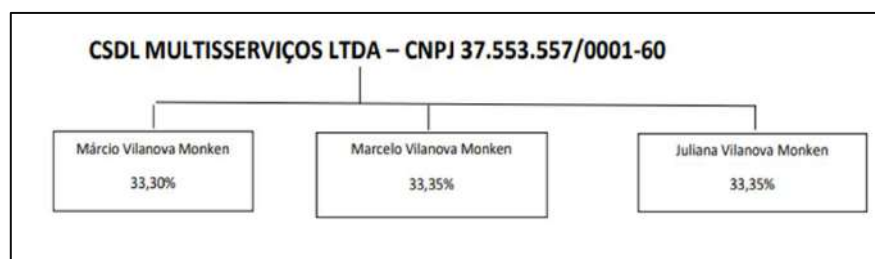 CSDL MULTISSERVIÇOS LTDA – CNPJ 37.553.557/0001-60
Márcio Vilanova Monken
33,30%
Marcelo Vilanova Monken
33,35%
Juliana Vilanova Monken
33,35%